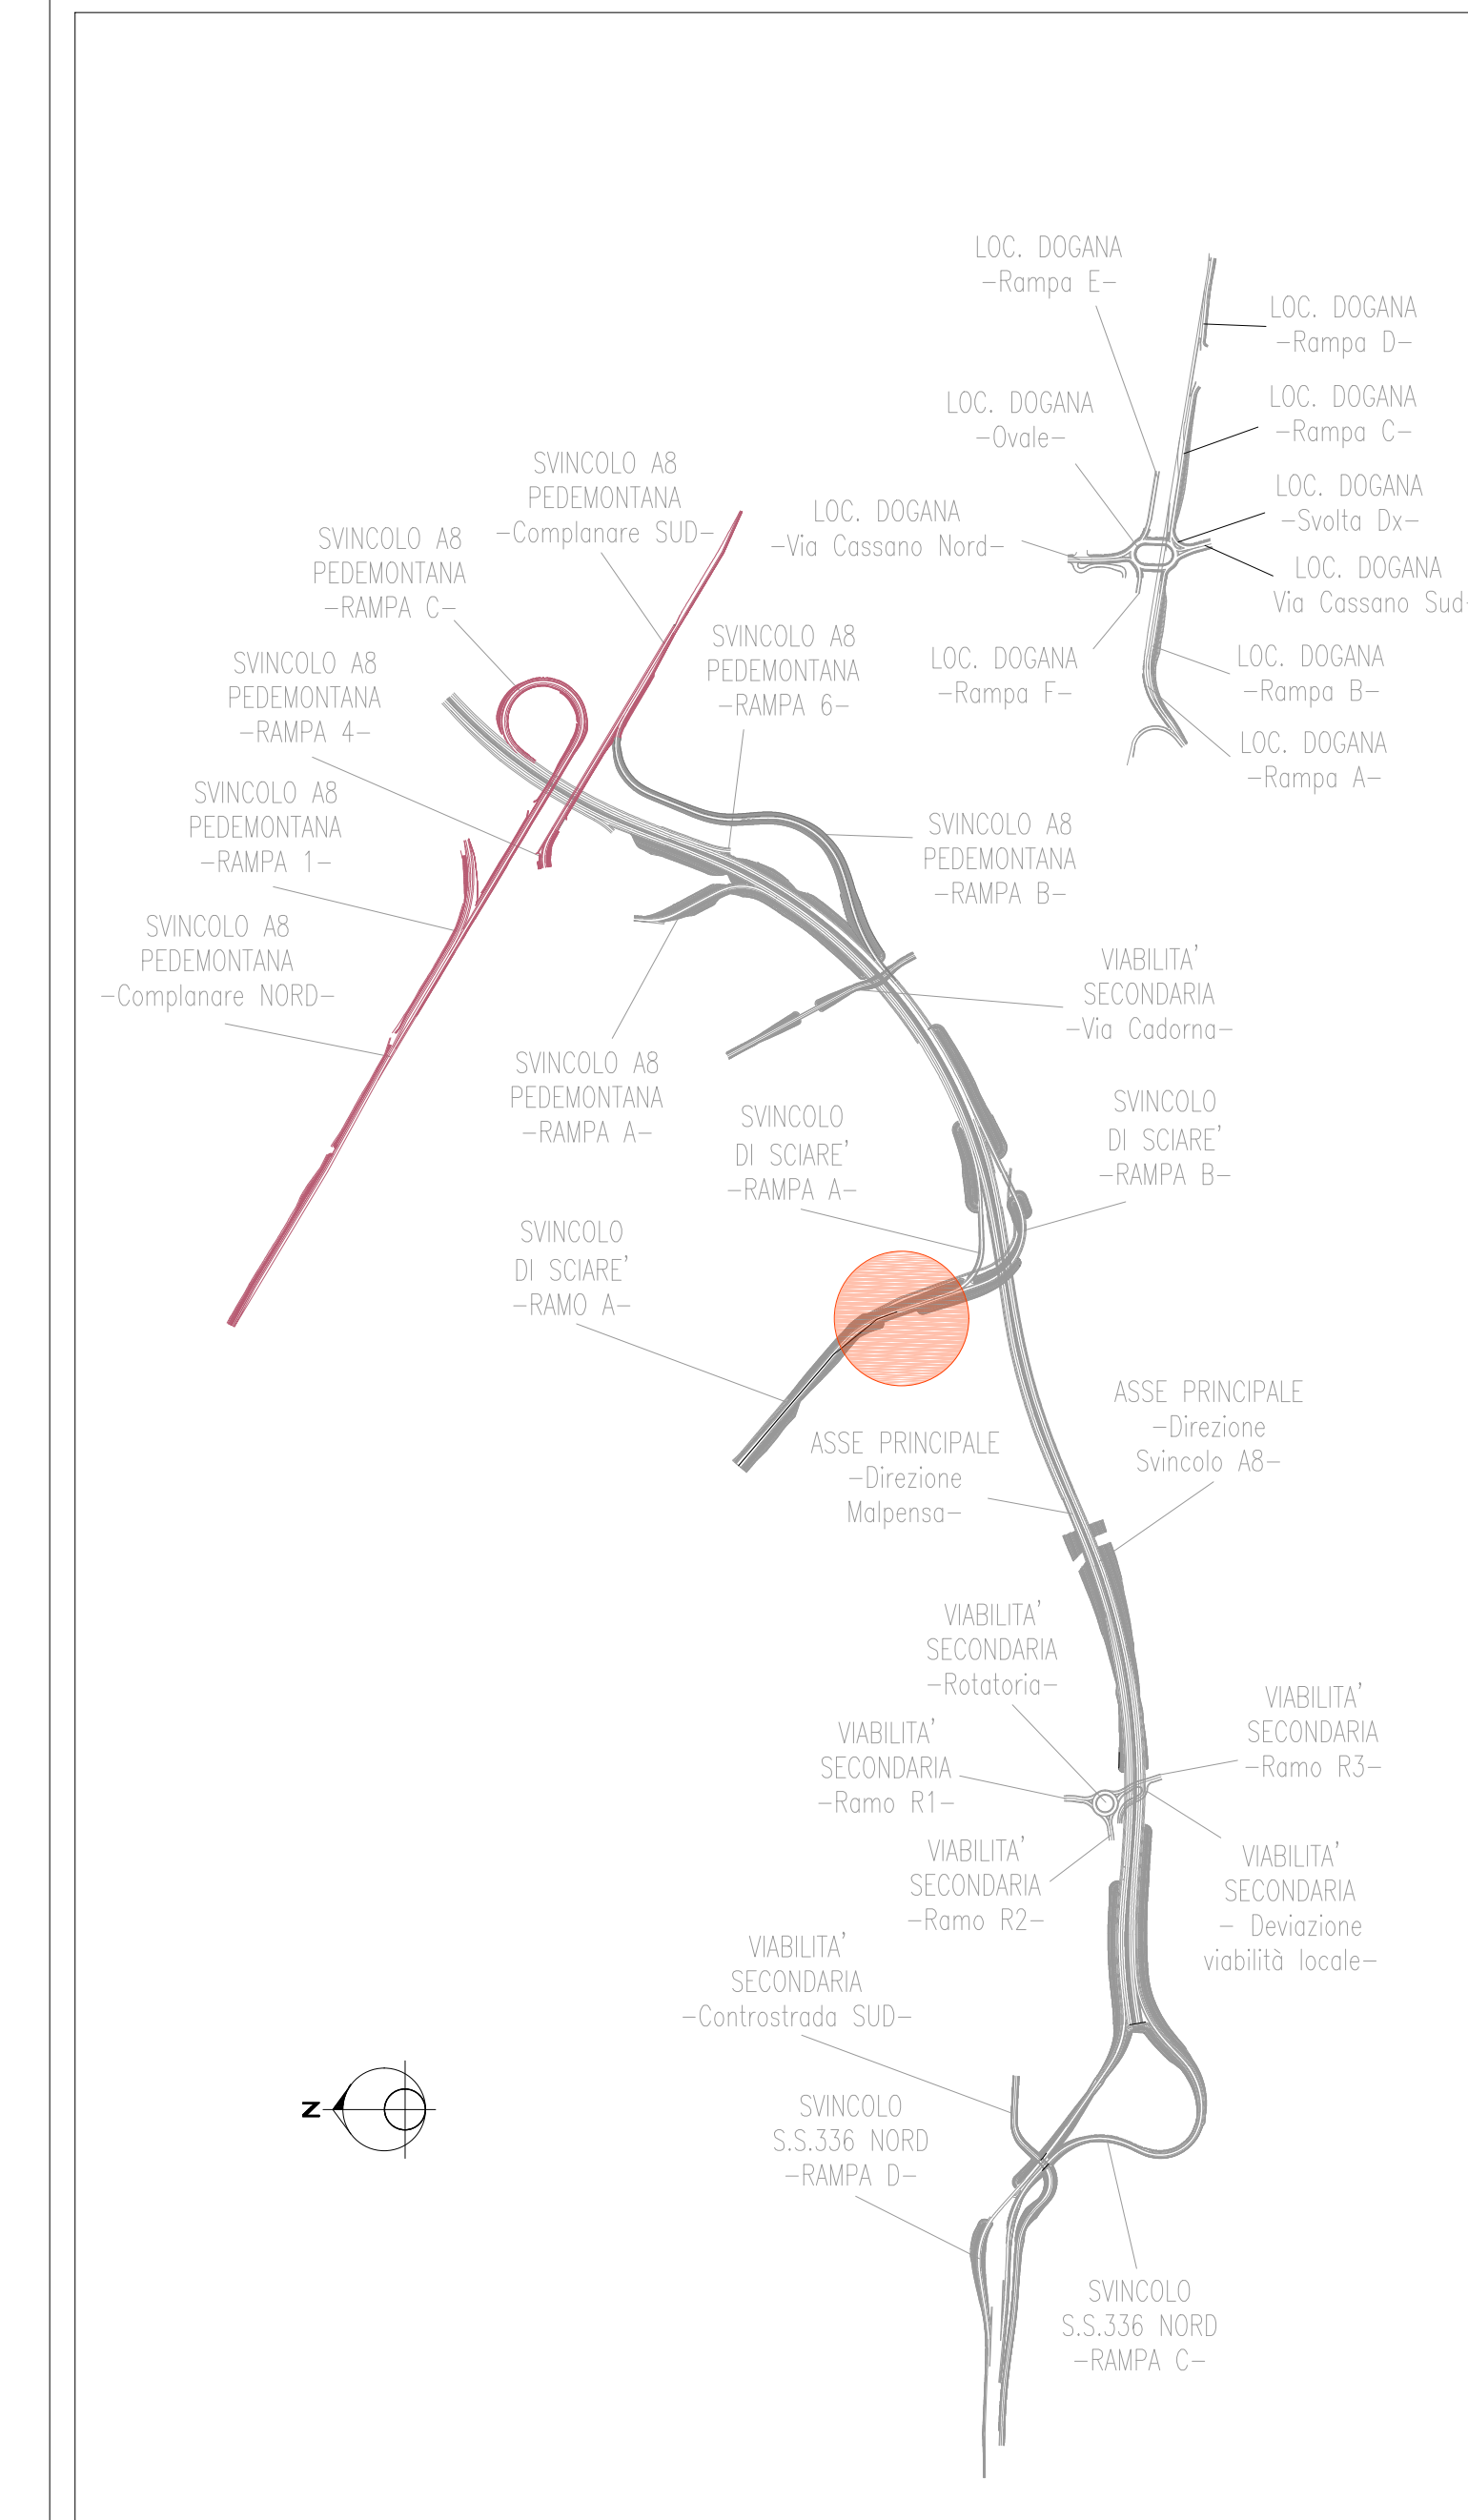 LOC. DOGANA
-Rampa E-
LOC. DOGANA
-Rampa D-
LOC. DOGANA
-Ovale-
LOC. DOGANA
-Rampa C-
SVINCOLO A8
PEDEMONTANA
-Complanare SUD-
LOC. DOGANA
-Svolta Dx-
LOC. DOGANA
-Via Cassano Nord-
SVINCOLO A8
PEDEMONTANA
-RAMPA C-
LOC. DOGANA
Via Cassano Sud-
SVINCOLO A8
PEDEMONTANA
-RAMPA 6-
LOC. DOGANA
-Rampa F-
LOC. DOGANA
-Rampa B-
SVINCOLO A8
PEDEMONTANA
-RAMPA 4-
LOC. DOGANA
-Rampa A-
SVINCOLO A8
PEDEMONTANA
-RAMPA 1-
SVINCOLO A8
PEDEMONTANA
-RAMPA B-
SVINCOLO A8
PEDEMONTANA
-Complanare NORD-
VIABILITA'
SECONDARIA
-Via Cadorna-
SVINCOLO A8
PEDEMONTANA
-RAMPA A-
SVINCOLO
DI SCIARE'
-RAMPA A-
SVINCOLO
DI SCIARE'
-RAMPA B-
SVINCOLO
DI SCIARE'
-RAMO A-
ASSE PRINCIPALE
-Direzione
Svincolo A8-
ASSE PRINCIPALE
-Direzione
Malpensa-
VIABILITA'
SECONDARIA
-Rotatoria-
VIABILITA'
SECONDARIA
-Ramo R3-
VIABILITA'
SECONDARIA
-Ramo R1-
VIABILITA'
SECONDARIA
-Ramo R2-
VIABILITA'
SECONDARIA
- Deviazione
viabilità locale-
VIABILITA'
SECONDARIA
-Controstrada SUD-
N
SVINCOLO
S.S.336 NORD
-RAMPA D-
SVINCOLO
S.S.336 NORD
-RAMPA C-